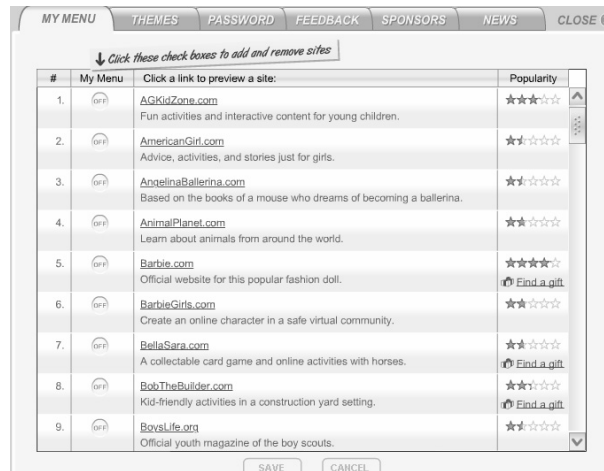 MY MENU THEMES PASSWORD FEEDBACK SPONSORS NEWS CLOSE
Click these check boxes to add and remove sites
# My Menu Click a link to preview a site: Popularity
1. OFF AGKidZone.com
Fun activities and interactive content for young children.
2. OFF AmericanGirl.com
Advice, activities, and stories just for girls.
3. OFF AngelinaBallerina.com
Based on the books of a mouse who dreams of becoming a ballerina.
4. OFF AnimalPlanet.com
Learn about animals from around the world.
5. OFF Barbie.com
Official website for this popular fashion doll. Find a gift
6. OFF BarbieGirls.com
Create an online character in a safe virtual community.
7. OFF BellaSara.com
A collectable card game and online activities with horses. Find a gift
8. OFF BobTheBuilder.com
Kid-friendly activities in a construction yard setting. Find a gift
9. OFF BoysLife.org
Official youth magazine of the boy scouts.
SAVE CANCEL